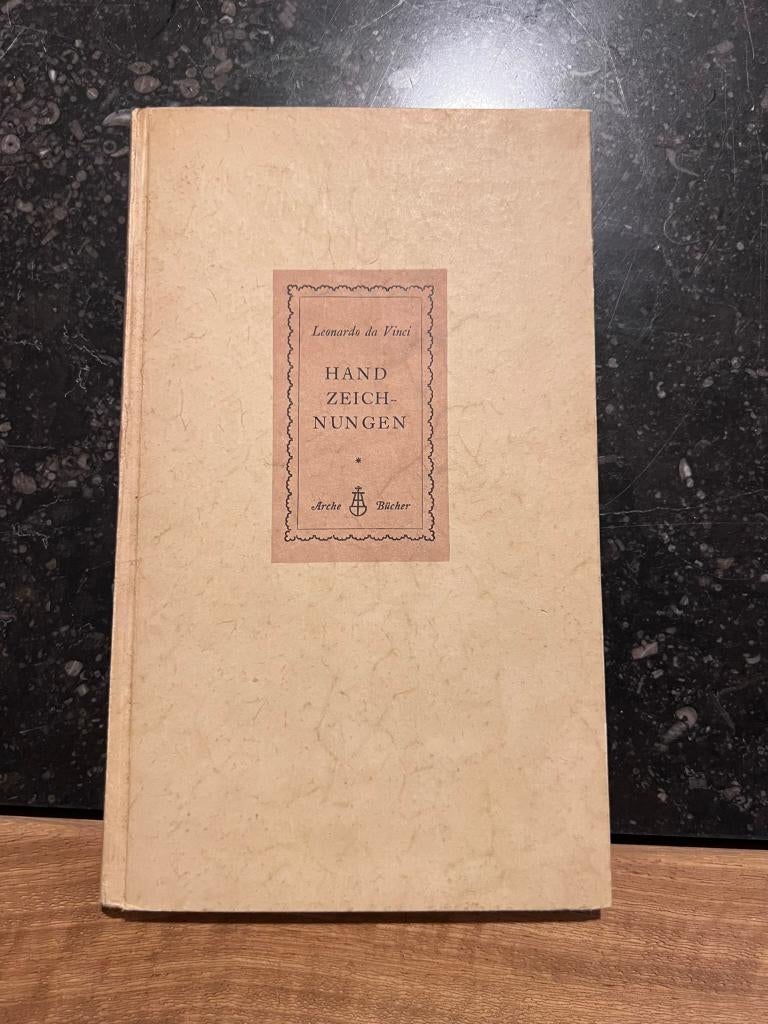 Leonardo da Vinci
HAND
ZEICH-
NUNGEN
*
Arche Bücher